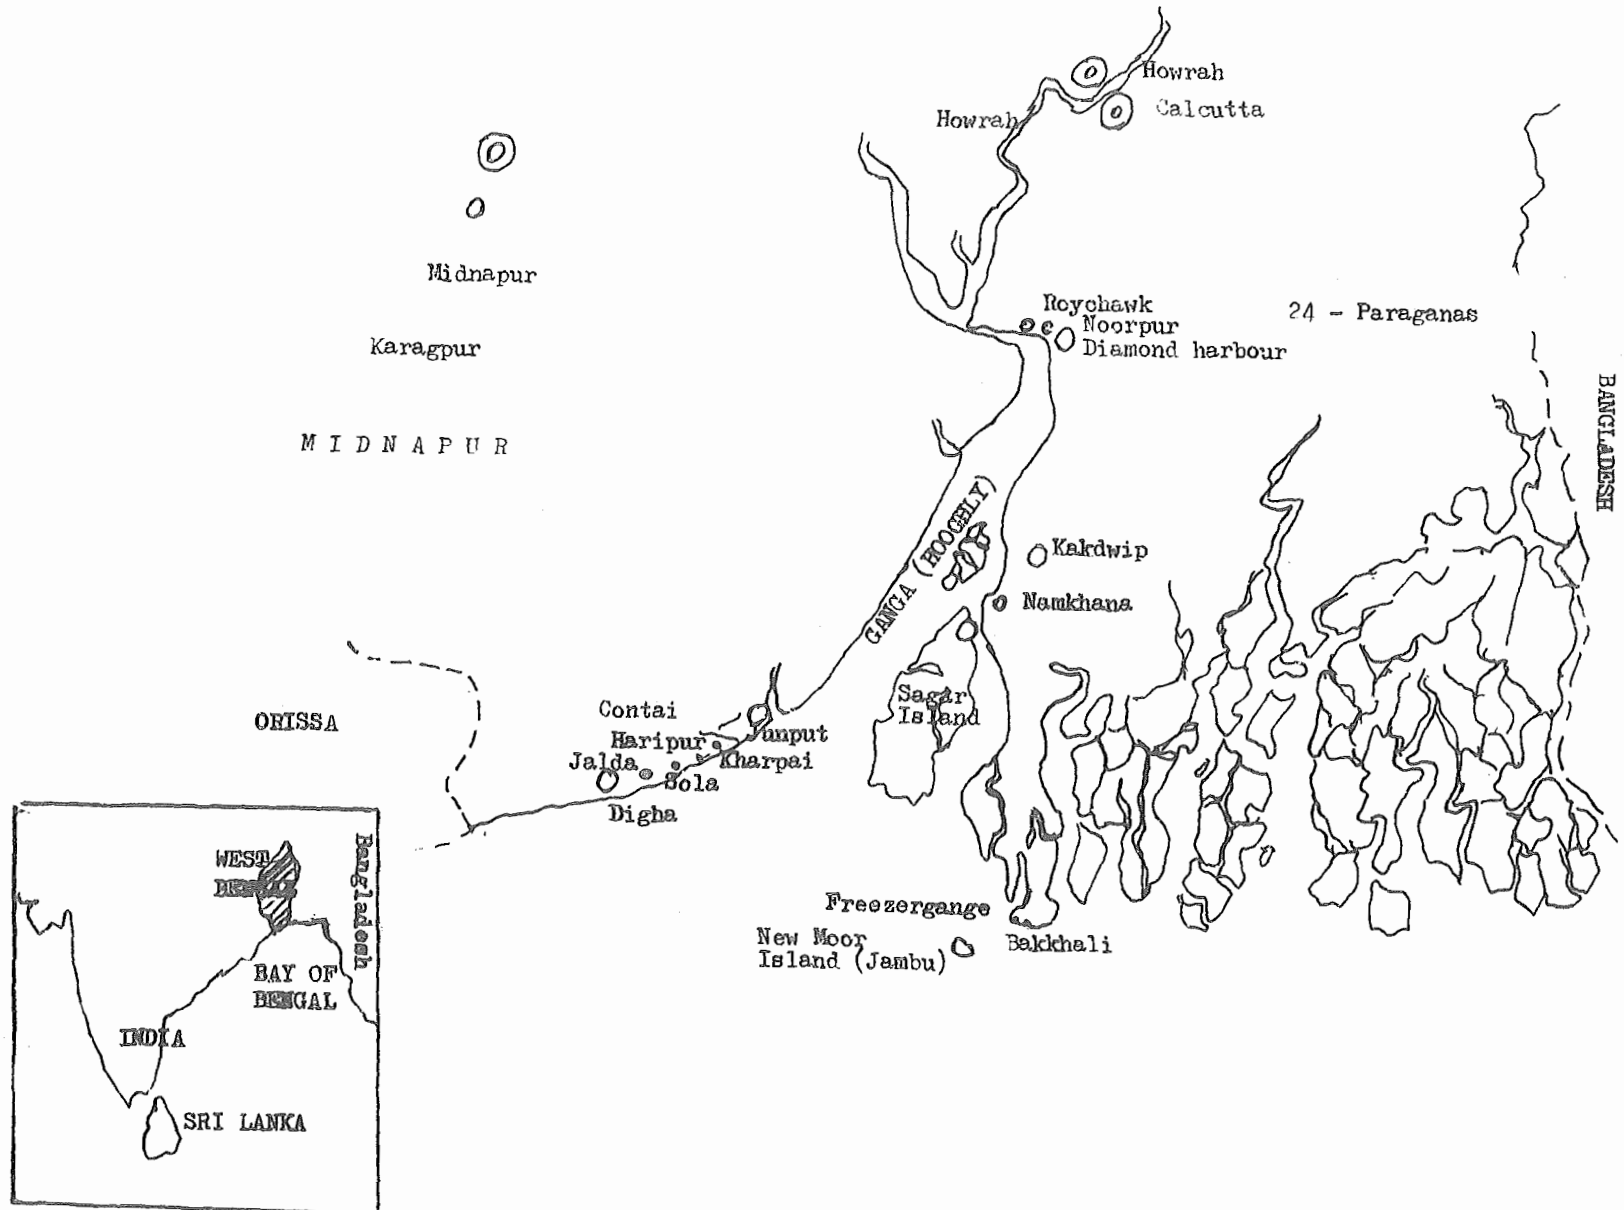 Howrah
Calcutta
Howrah
Midnapur
Karagpur
MIDNAPUR
Roychawk
Noorpur
Diamond harbour
24 - Paraganas
BANGLADESH
GANGA (HOOGHLY)
Kakdwip
Namkhana
Sagar
Island
ORISSA
Contai
Junput
Haripur
Kharpai
Jalda
Sola
Digha
Freezergange
New Moor
Island (Jambu)
Bakkhali
WEST
BENGAL
Bangladesh
BAY OF
BENGAL
INDIA
SRI LANKA